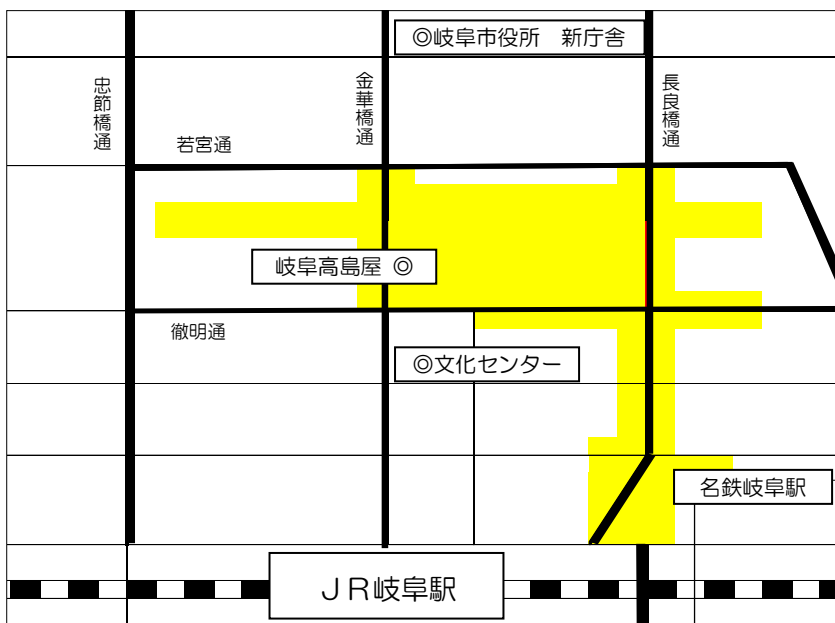 ◎岐阜市役所　新庁舎
忠節橋通
金華橋通
長良橋通
若宮通
岐阜高島屋 ◎
徹明通
◎文化センター
名鉄岐阜駅
ＪＲ岐阜駅